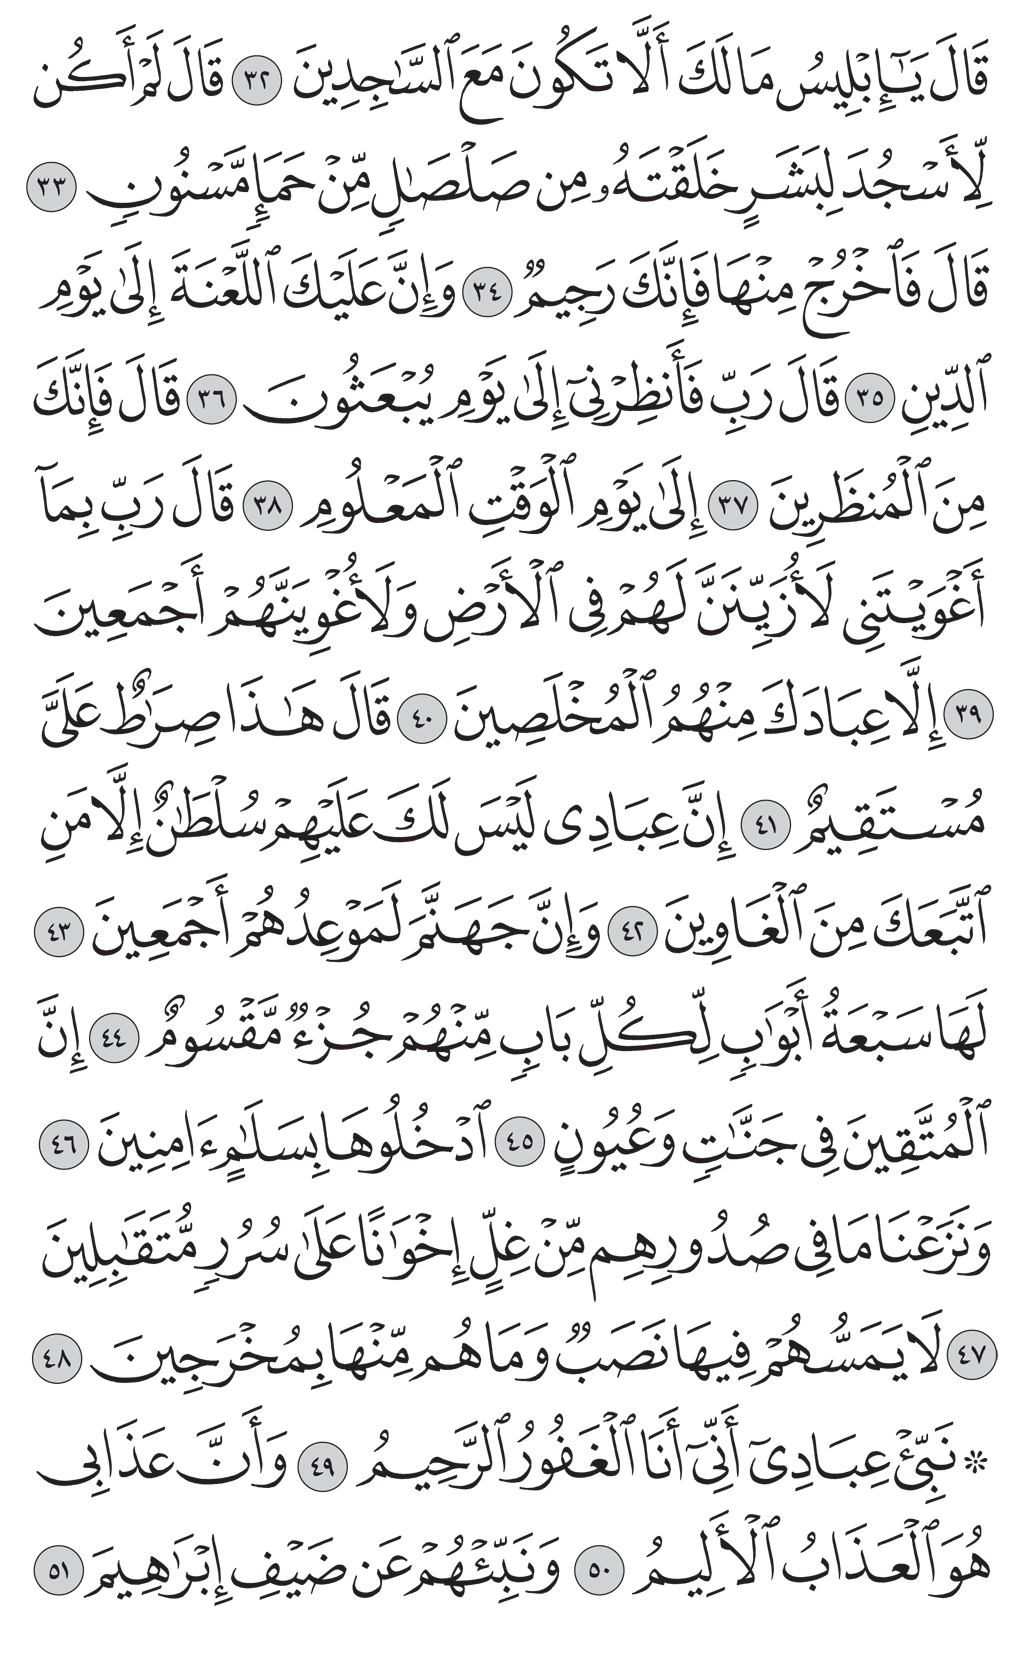 قَالَ يَٰٓإِبْلِيسُ مَا لَكَ أَلَّا تَكُونَ مَعَ ٱلسَّٰجِدِينَ ٣٢ قَالَ لَمْ أَكُن
لِّأَسْجُدَ لِبَشَرٍ خَلَقْتَهُۥ مِن صَلْصَٰلٍ مِّنْ حَمَإٍ مَّسْنُونٍ ٣٣
قَالَ فَٱخْرُجْ مِنْهَا فَإِنَّكَ رَجِيمٌ ٣٤ وَإِنَّ عَلَيْكَ ٱللَّعْنَةَ إِلَىٰ يَوْمِ
ٱلدِّينِ ٣٥ قَالَ رَبِّ فَأَنظِرْنِىٓ إِلَىٰ يَوْمِ يُبْعَثُونَ ٣٦ قَالَ فَإِنَّكَ
مِنَ ٱلْمُنظَرِينَ ٣٧ إِلَىٰ يَوْمِ ٱلْوَقْتِ ٱلْمَعْلُومِ ٣٨ قَالَ رَبِّ بِمَآ
أَغْوَيْتَنِى لَأُزَيِّنَنَّ لَهُمْ فِى ٱلْأَرْضِ وَلَأُغْوِيَنَّهُمْ أَجْمَعِينَ
٣٩ إِلَّا عِبَادَكَ مِنْهُمُ ٱلْمُخْلَصِينَ ٤٠ قَالَ هَٰذَا صِرَٰطٌ عَلَىَّ
مُسْتَقِيمٌ ٤١ إِنَّ عِبَادِى لَيْسَ لَكَ عَلَيْهِمْ سُلْطَٰنٌ إِلَّا مَنِ
ٱتَّبَعَكَ مِنَ ٱلْغَاوِينَ ٤٢ وَإِنَّ جَهَنَّمَ لَمَوْعِدُهُمْ أَجْمَعِينَ ٤٣
لَهَا سَبْعَةُ أَبْوَٰبٍ لِّكُلِّ بَابٍ مِّنْهُمْ جُزْءٌ مَّقْسُومٌ ٤٤ إِنَّ
ٱلْمُتَّقِينَ فِى جَنَّٰتٍ وَعُيُونٍ ٤٥ ٱدْخُلُوهَا بِسَلَٰمٍ ءَامِنِينَ ٤٦
وَنَزَعْنَا مَا فِى صُدُورِهِم مِّنْ غِلٍّ إِخْوَٰنًا عَلَىٰ سُرُرٍ مُّتَقَٰبِلِينَ
٤٧ لَا يَمَسُّهُمْ فِيهَا نَصَبٌ وَمَا هُم مِّنْهَا بِمُخْرَجِينَ ٤٨
۞ نَبِّئْ عِبَادِىٓ أَنِّىٓ أَنَا ٱلْغَفُورُ ٱلرَّحِيمُ ٤٩ وَأَنَّ عَذَابِى
هُوَ ٱلْعَذَابُ ٱلْأَلِيمُ ٥٠ وَنَبِّئْهُمْ عَن ضَيْفِ إِبْرَٰهِيمَ ٥١